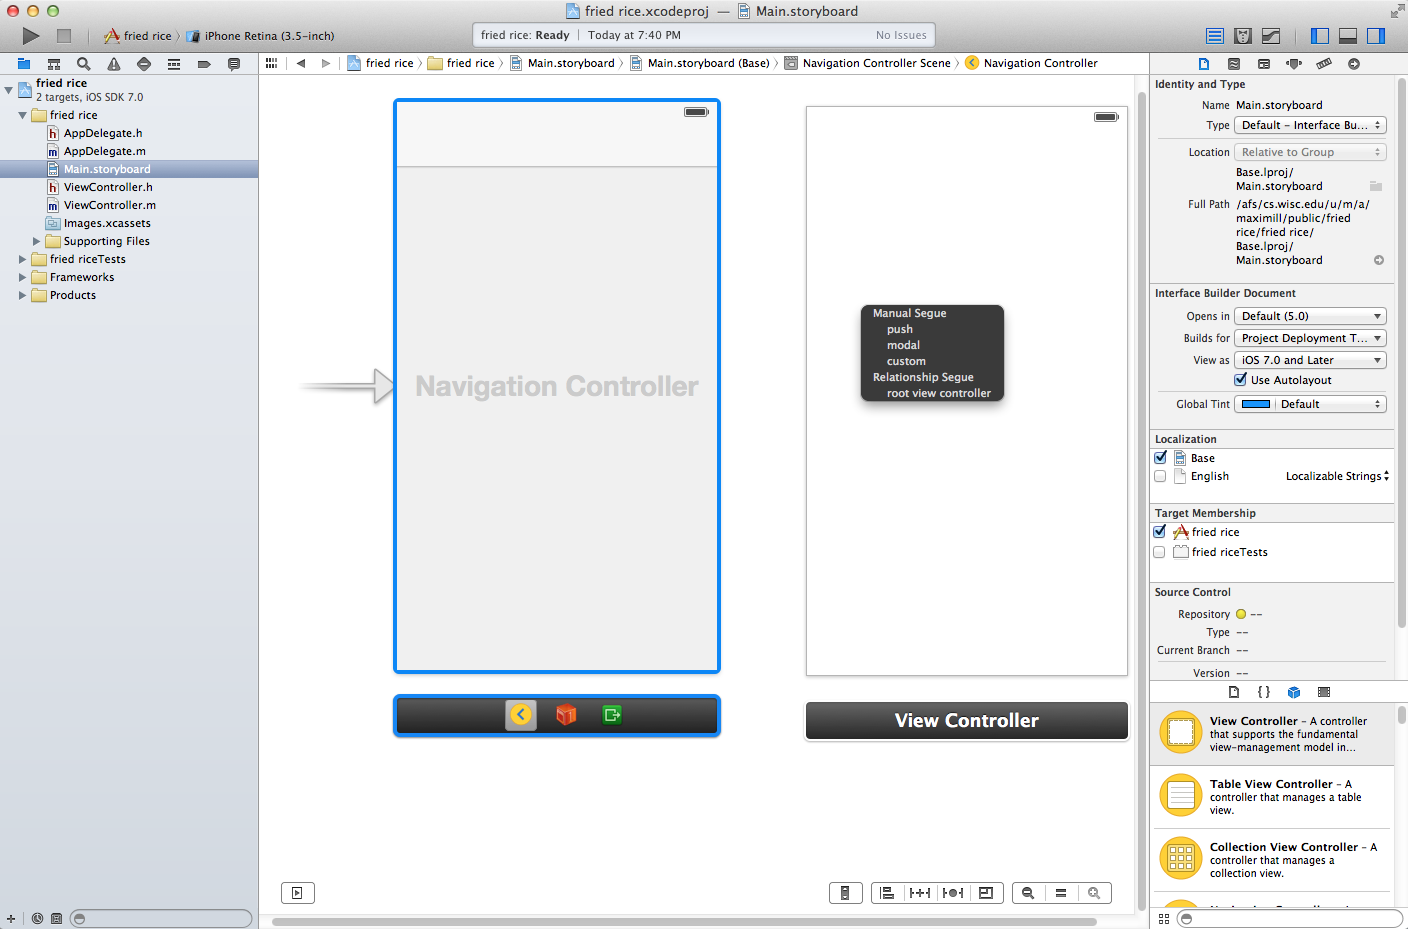 fried rice.xcodeproj — Main.storyboard
fried rice
iPhone Retina (3.5-inch)
fried rice: Ready | Today at 7:40 PM
No Issues
fried rice
fried rice
Main.storyboard
Main.storyboard (Base)
Navigation Controller Scene
Navigation Controller
fried rice
2 targets, iOS SDK 7.0
fried rice
AppDelegate.h
AppDelegate.m
Main.storyboard
ViewController.h
ViewController.m
Images.xcassets
Supporting Files
fried riceTests
Frameworks
Products
Navigation Controller
Manual Segue
push
modal
custom
Relationship Segue
root view controller
View Controller
Identity and Type
Name Main.storyboard
Type Default - Interface Bu...
Location Relative to Group
Base.lproj/
Main.storyboard
Full Path /afs/cs.wisc.edu/u/m/a/
maximill/public/fried
rice/fried rice/
Base.lproj/
Main.storyboard
Interface Builder Document
Opens in Default (5.0)
Builds for Project Deployment T...
View as iOS 7.0 and Later
Use Autolayout
Global Tint Default
Localization
Base
English Localizable Strings
Target Membership
fried rice
fried riceTests
Source Control
Repository --
Type --
Current Branch --
Version --
View Controller - A controller
that supports the fundamental
view-management model in...
Table View Controller - A
controller that manages a table
view.
Collection View Controller - A
controller that manages a
collection view.